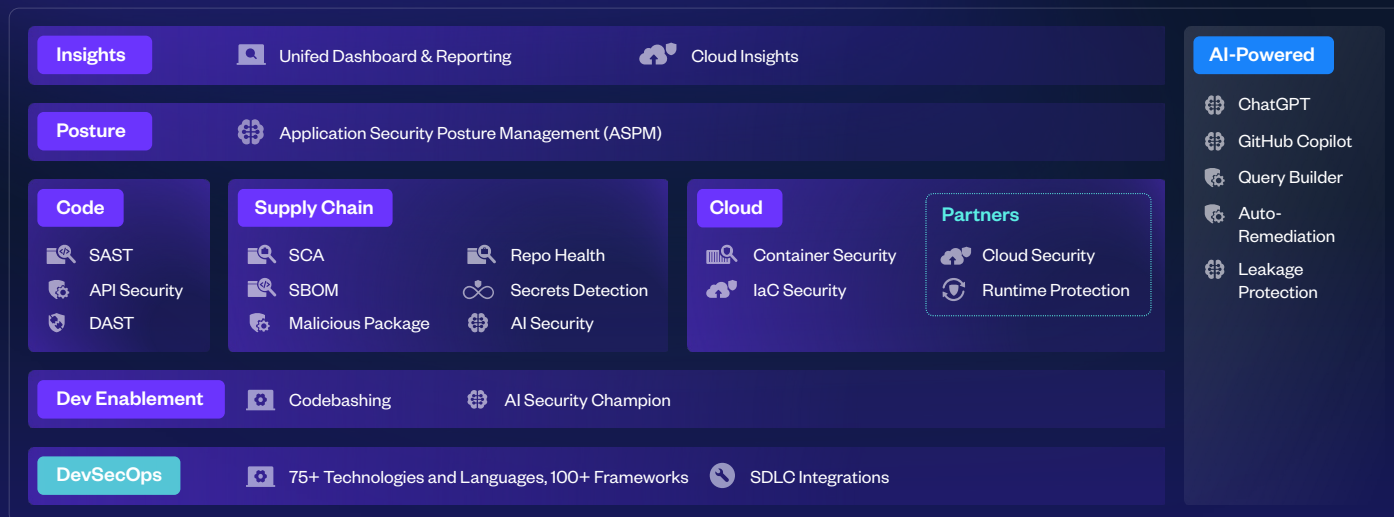 Insights
Unifed Dashboard & Reporting
Cloud Insights
Posture
Application Security Posture Management (ASPM)
Code
SAST
API Security
DAST
Supply Chain
SCA
SBOM
Malicious Package
Repo Health
Secrets Detection
AI Security
Cloud
Container Security
IaC Security
Partners
Cloud Security
Runtime Protection
Dev Enablement
Codebashing
AI Security Champion
DevSecOps
75+ Technologies and Languages, 100+ Frameworks
SDLC Integrations
AI-Powered
ChatGPT
GitHub Copilot
Query Builder
Auto-
Remediation
Leakage
Protection